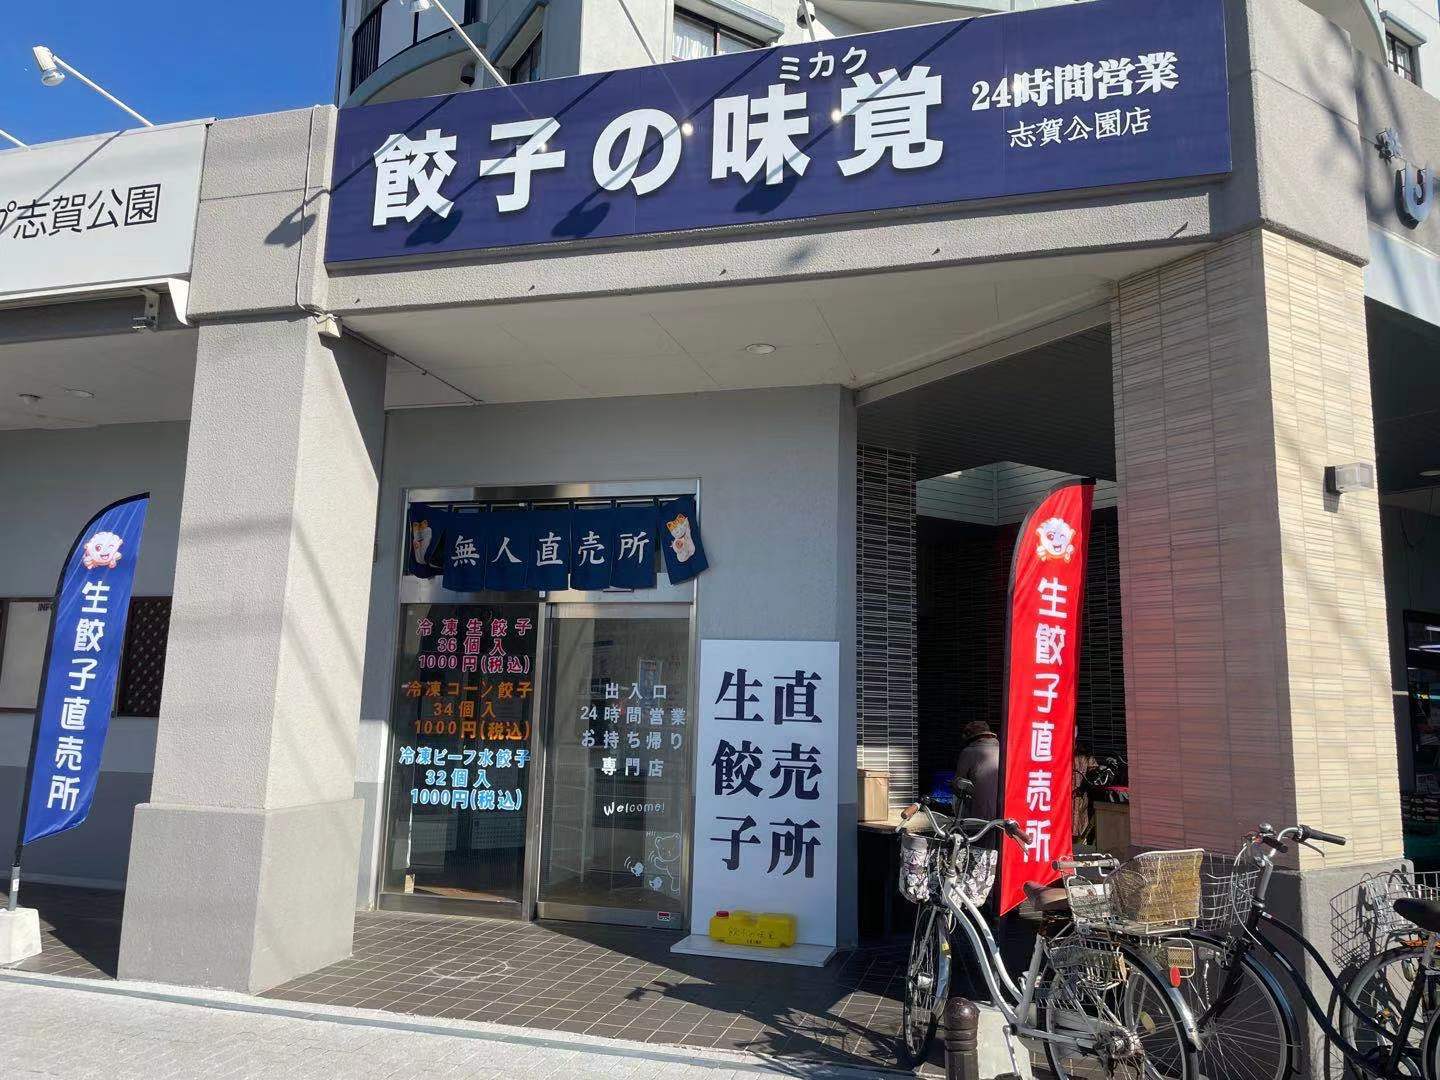 ミカク
餃子の味覚
24時間営業
志賀公園店
プ志賀公園
無人直売所
冷凍生餃子
36個入
1000円(税込)
冷凍コーン餃子
34個入
1000円(税込)
冷凍ビーフ水餃子
32個入
1000円(税込)
出入口
24時間営業
お持ち帰り
専門店
Welcome!
Hi!
直売所
生餃子
餃子の味覚
生餃子直売所
生餃子直売所